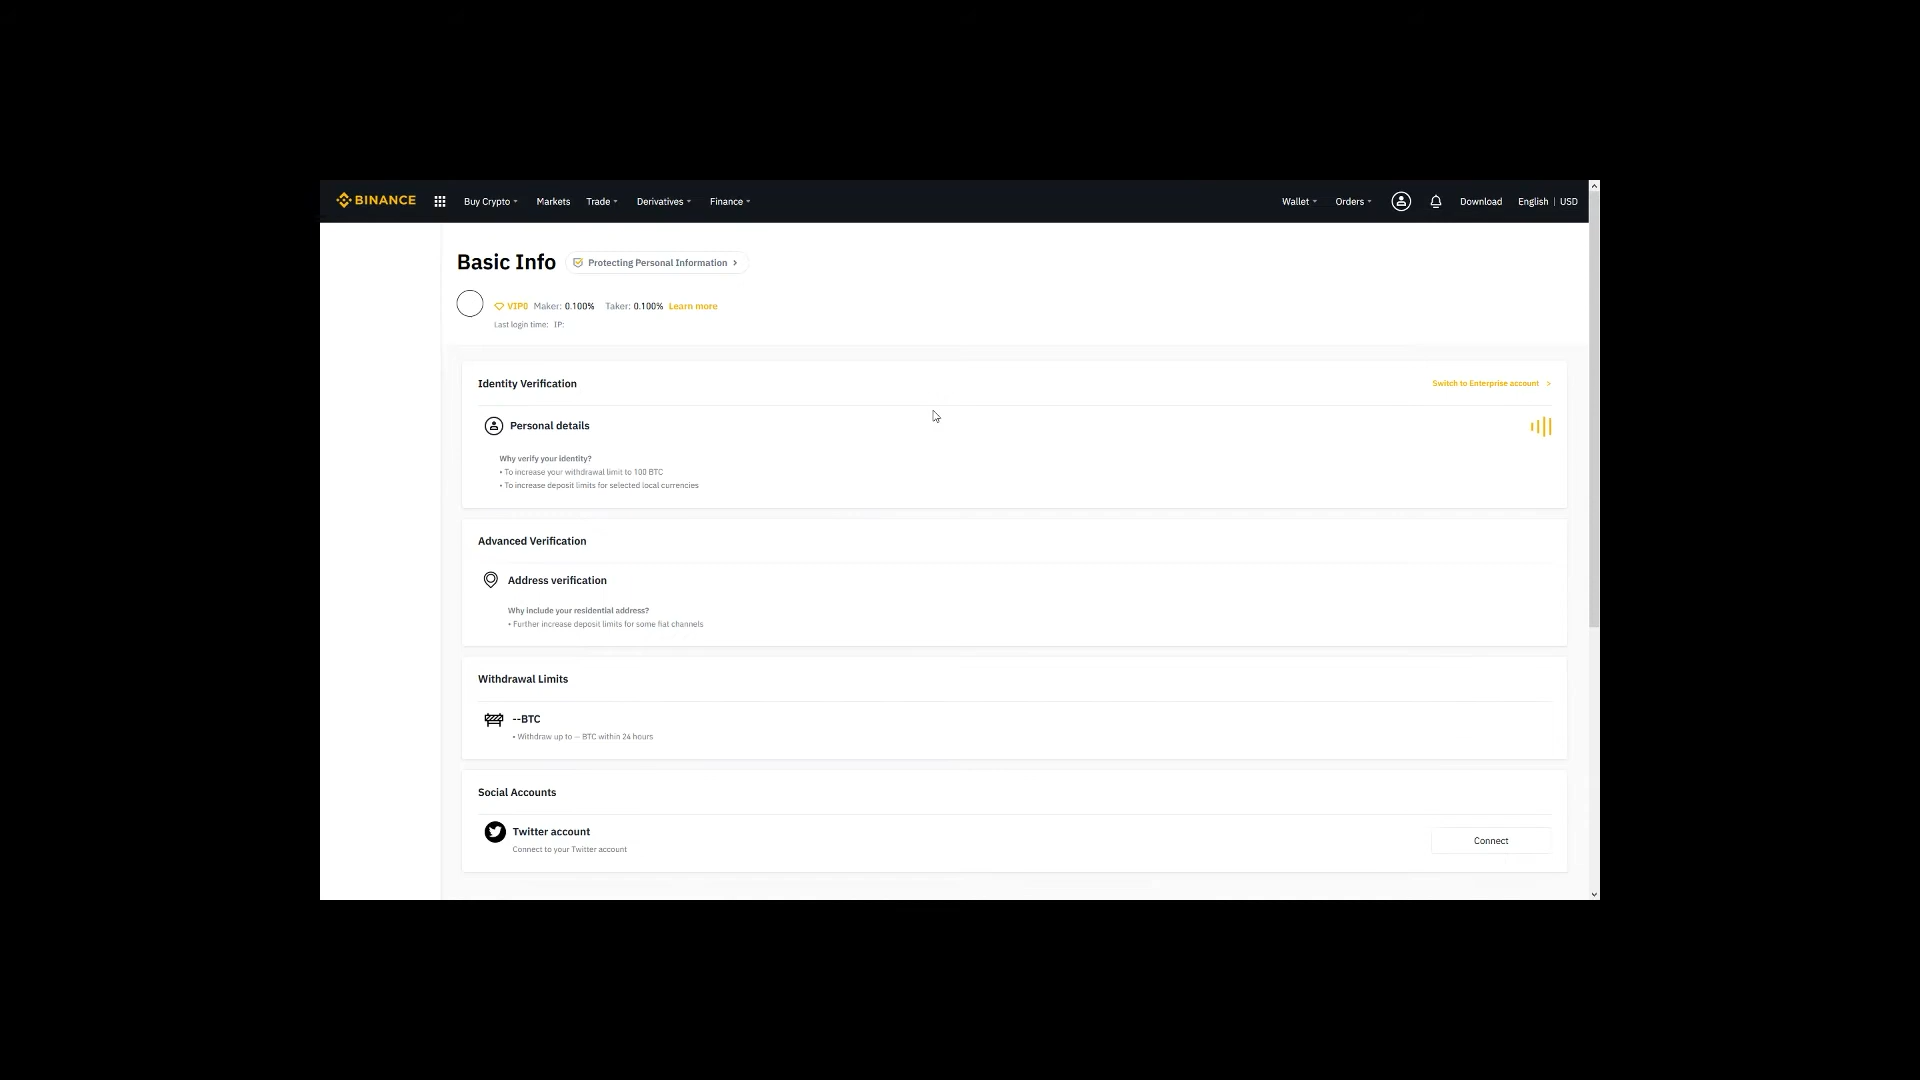 BINANCE Buy Crypto Markets Trade Derivatives Finance Wallet Orders Download English | USD
Basic Info Protecting Personal Information >
VIP0 Maker: 0.100% Taker: 0.100% Learn more
Last login time: IP:
Identity Verification Switch to Enterprise account >
Personal details
Why verify your identity?
• To increase your withdrawal limit to 100 BTC
• To increase deposit limits for selected local currencies
Advanced Verification
Address verification
Why include your residential address?
• Further increase deposit limits for some fiat channels
Withdrawal Limits
--BTC
• Withdraw up to -- BTC within 24 hours
Social Accounts
Twitter account
Connect to your Twitter account
Connect